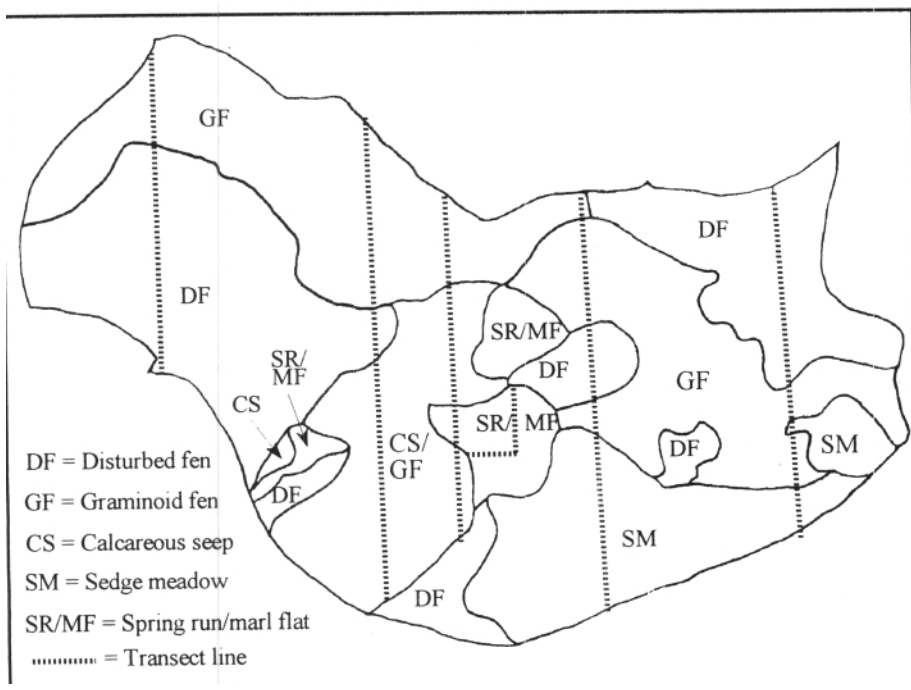 GF
DF
DF
SR/MF
DF
SR/
MF
GF
CS
SR/ MF
CS/
GF
DF
SM
DF
SM
DF
DF = Disturbed fen
GF = Graminoid fen
CS = Calcareous seep
SM = Sedge meadow
SR/MF = Spring run/marl flat
= Transect line